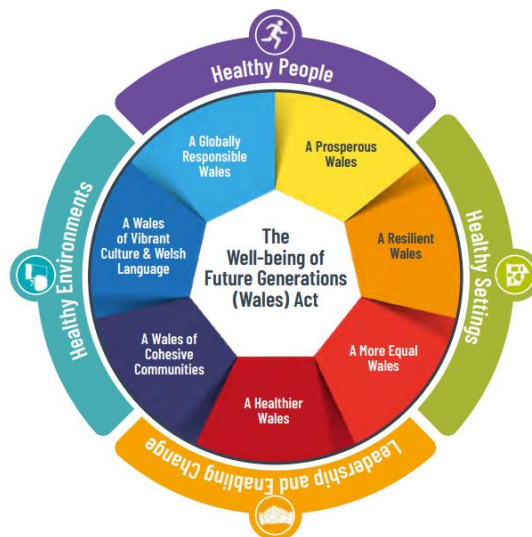 Healthy People
A Globally
Responsible
Wales
A Prosperous
Wales
Healthy Environments
A Wales
of Vibrant
Culture & Welsh
Language
The
Well-being of
Future Generations
(Wales) Act
A Resilient
Wales
Healthy Settings
A Wales of
Cohesive
Communities
A More Equal
Wales
A Healthier
Wales
Leadership and Enabling Change